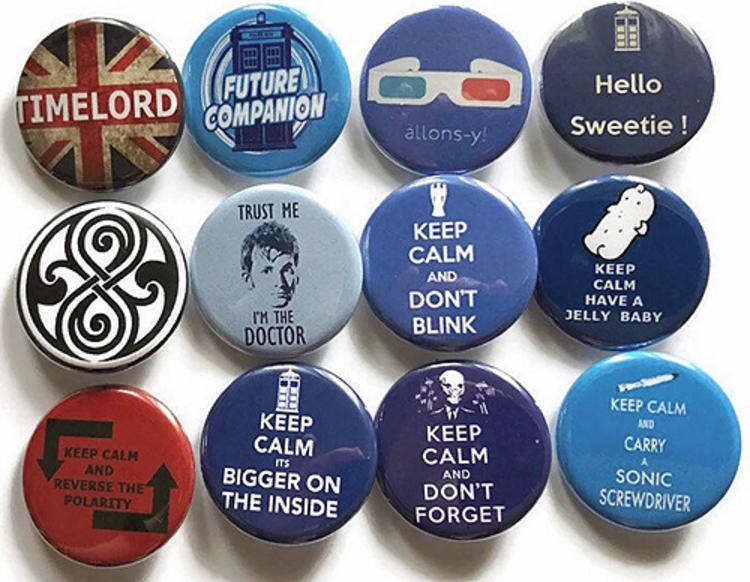 TIMELORD
FUTURE
COMPANION
allons-y!
Hello
Sweetie !
TRUST ME
I'M THE
DOCTOR
KEEP
CALM
AND
DON'T
BLINK
KEEP
CALM
HAVE A
JELLY BABY
KEEP CALM
AND
REVERSE THE
POLARITY
KEEP
CALM
ITS
BIGGER ON
THE INSIDE
KEEP
CALM
AND
DON'T
FORGET
KEEP CALM
AND
CARRY
A
SONIC
SCREWDRIVER